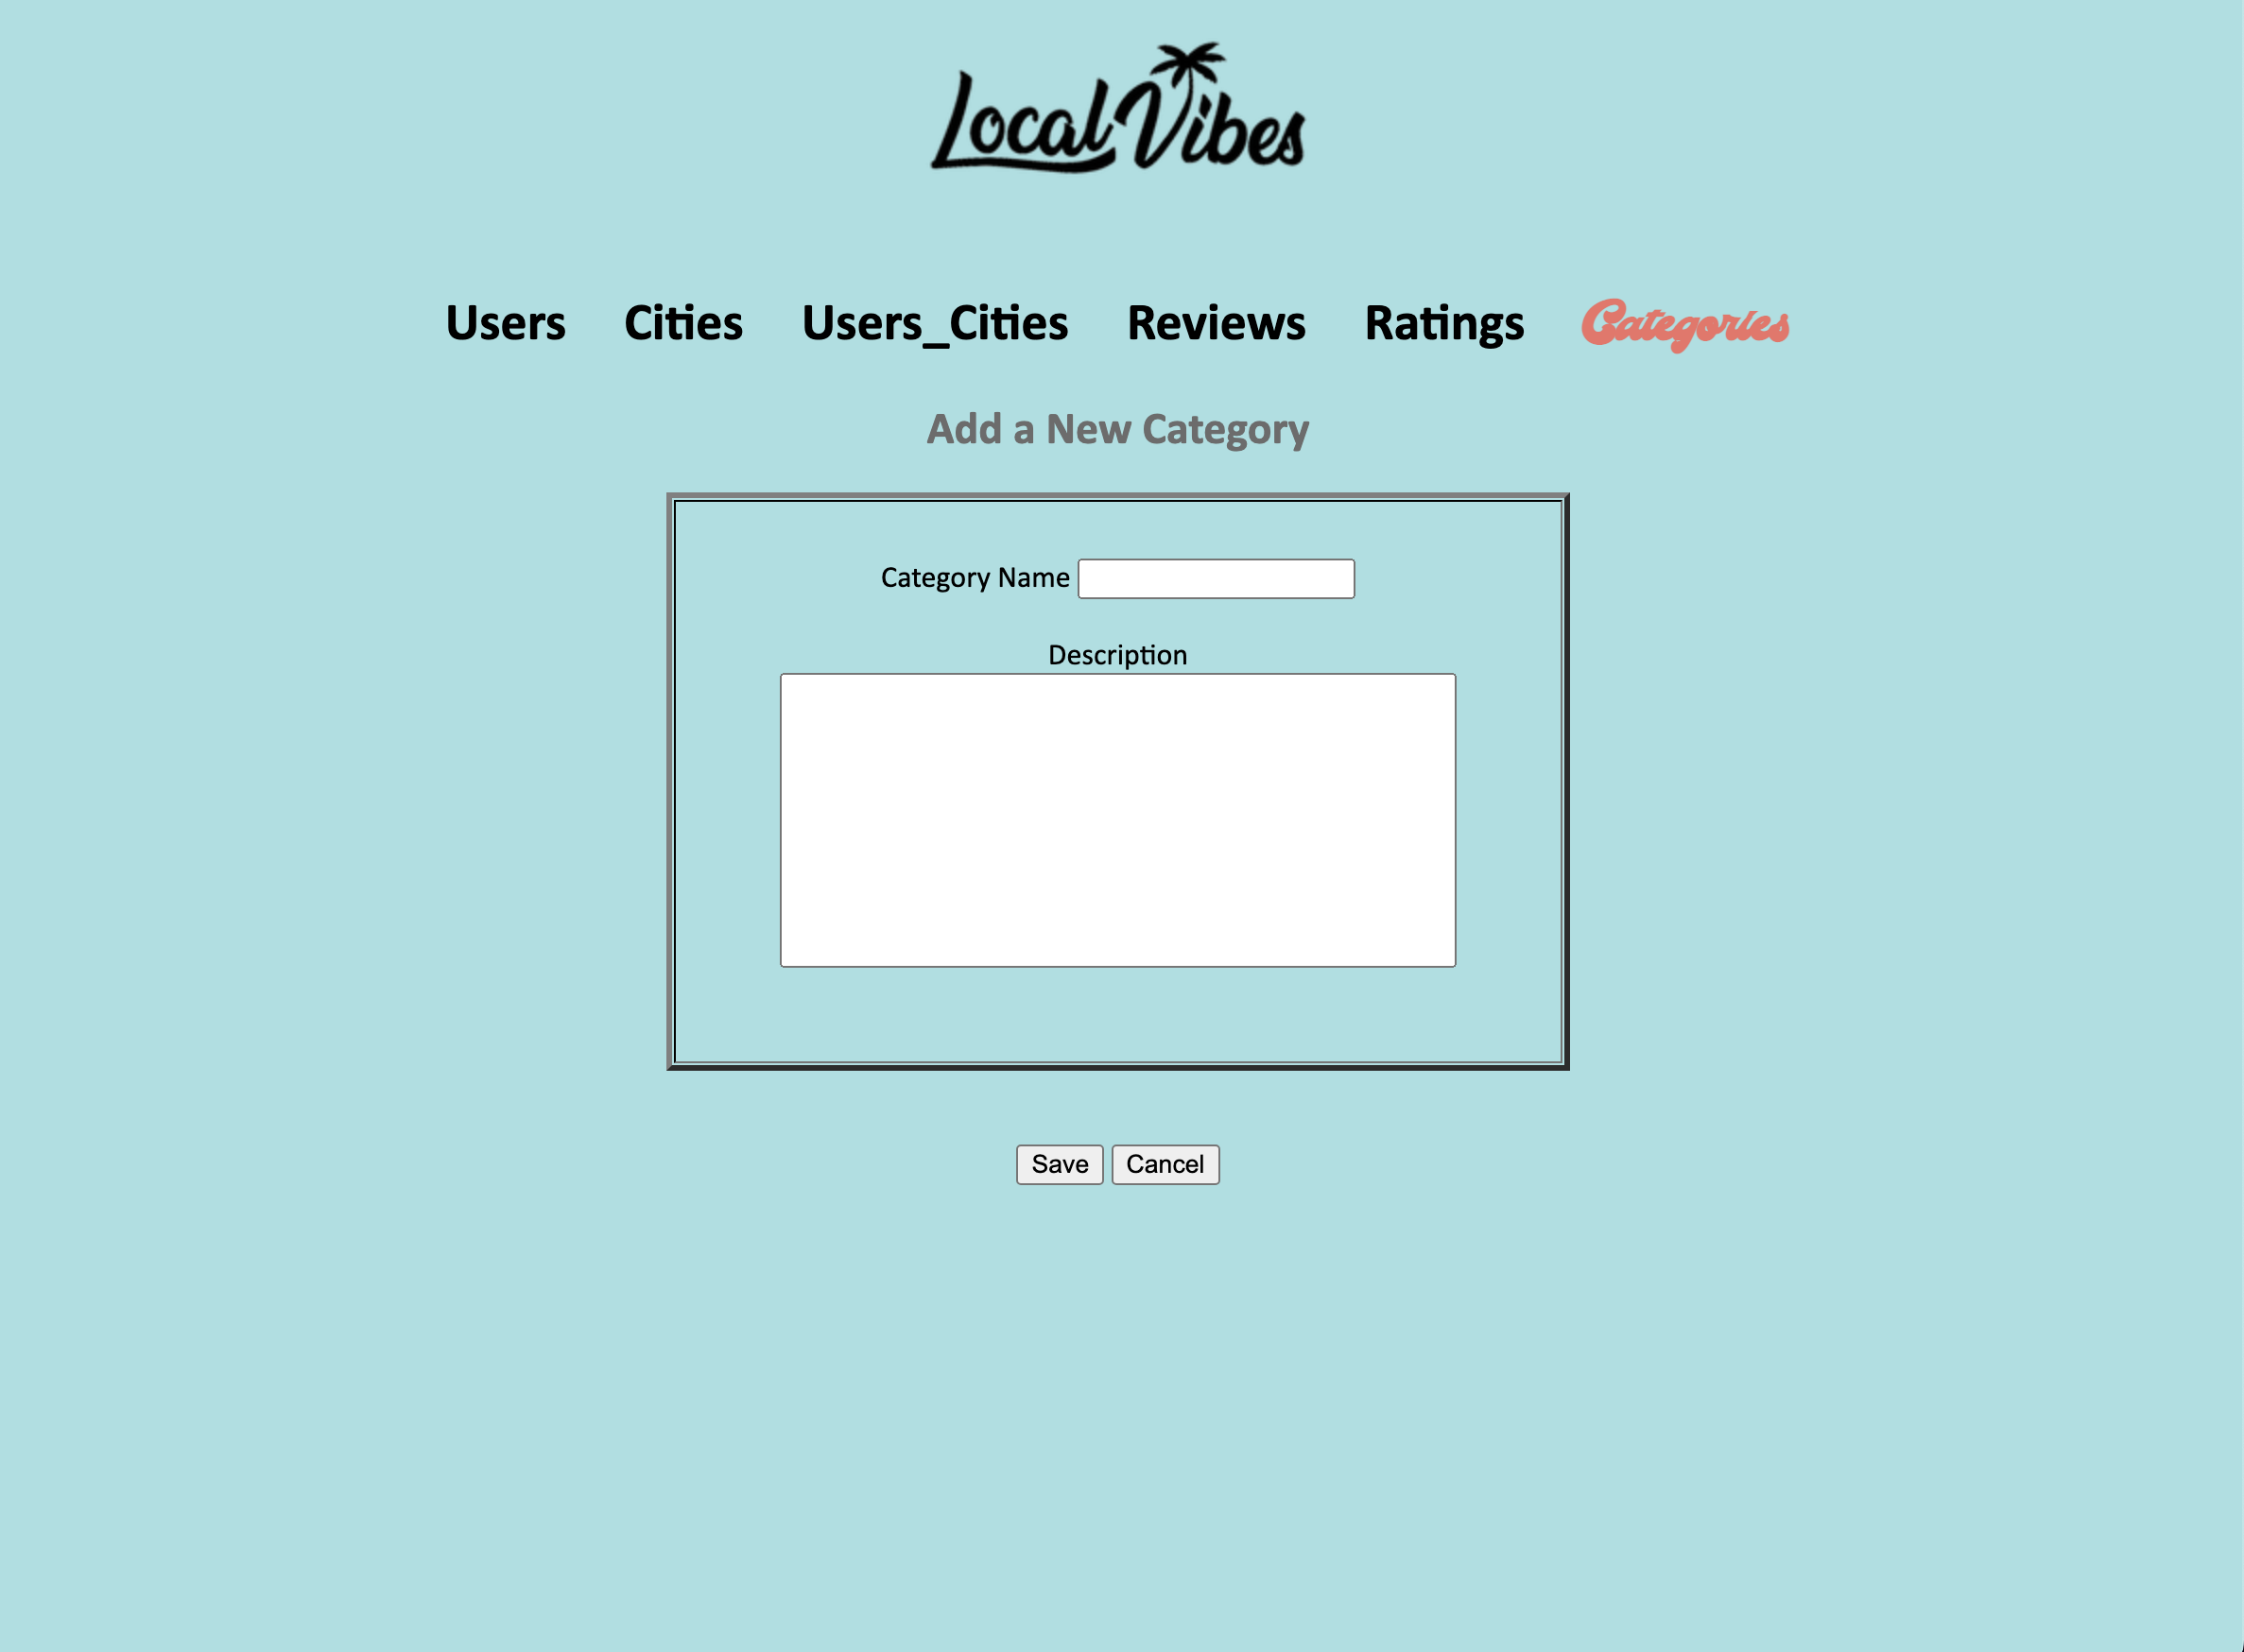 Local Vibes
Users Cities Users_Cities Reviews Ratings Categories
Add a New Category
Category Name
Description
Save Cancel